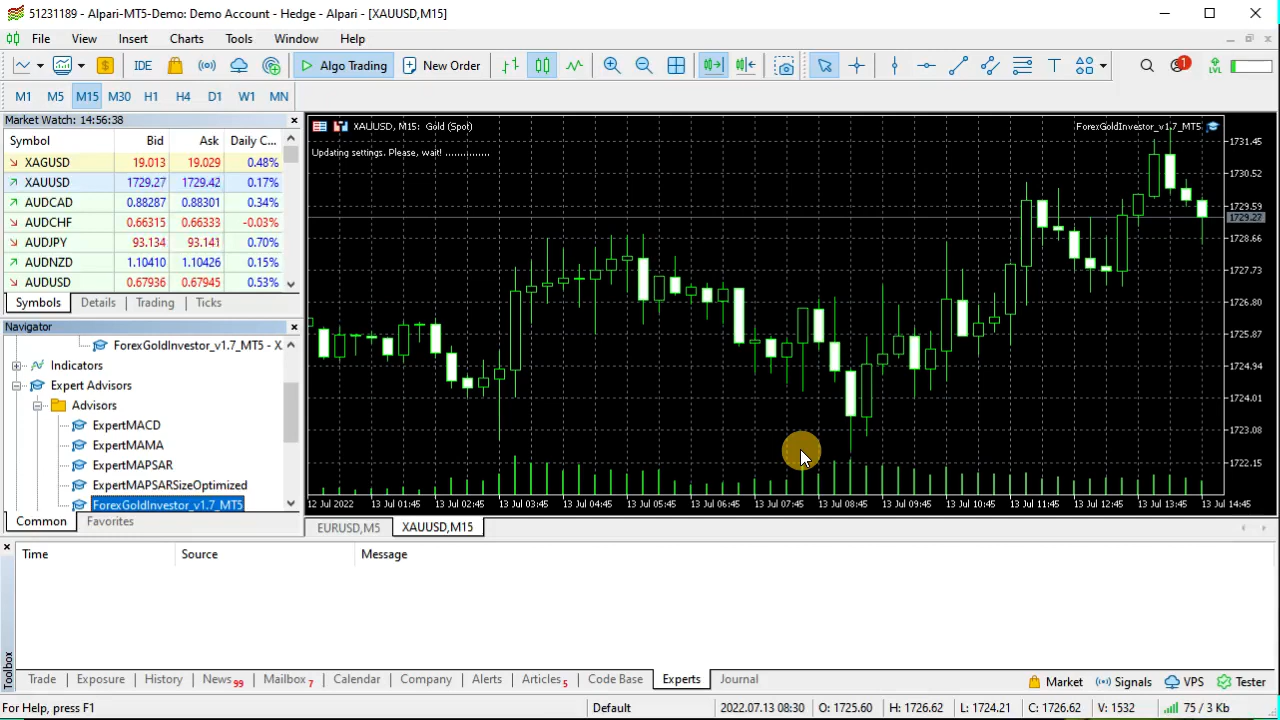 51231189 - Alpari-MT5-Demo: Demo Account - Hedge - Alpari - [XAUUSD,M15]
File View Insert Charts Tools Window Help
IDE Algo Trading New Order 1 LVL
M1 M5 M15 M30 H1 H4 D1 W1 MN
Market Watch: 14:56:38
Symbol Bid Ask Daily C...
XAGUSD 19.013 19.029 0.48%
XAUUSD 1729.27 1729.42 0.17%
AUDCAD 0.88287 0.88301 0.34%
AUDCHF 0.66315 0.66333 -0.03%
AUDJPY 93.134 93.141 0.70%
AUDNZD 1.10410 1.10426 0.15%
AUDUSD 0.67936 0.67945 0.53%
Symbols Details Trading Ticks
Navigator
ForexGoldInvestor_v1.7_MT5 - X
Indicators
Expert Advisors
Advisors
ExpertMACD
ExpertMAMA
ExpertMAPSAR
ExpertMAPSARSizeOptimized
ForexGoldInvestor_v1.7_MT5
Common Favorites
XAUUSD, M15: Gold (Spot)
ForexGoldInvestor_v1.7_MT5
Updating settings. Please, wait! ...............
1731.45
1730.52
1729.59
1729.27
1728.66
1727.73
1726.80
1725.87
1724.94
1724.01
1723.08
1722.15
12 Jul 2022 13 Jul 01:45 13 Jul 02:45 13 Jul 03:45 13 Jul 04:45 13 Jul 05:45 13 Jul 06:45 13 Jul 07:45 13 Jul 08:45 13 Jul 09:45 13 Jul 10:45 13 Jul 11:45 13 Jul 12:45 13 Jul 13:45 13 Jul 14:45
EURUSD,M5 XAUUSD,M15
Time Source Message
Toolbox
Trade Exposure History News 99 Mailbox 7 Calendar Company Alerts Articles 5 Code Base Experts Journal
Market Signals VPS Tester
For Help, press F1 Default 2022.07.13 08:30 O: 1725.60 H: 1726.62 L: 1724.21 C: 1726.62 V: 1532 75 / 3 Kb